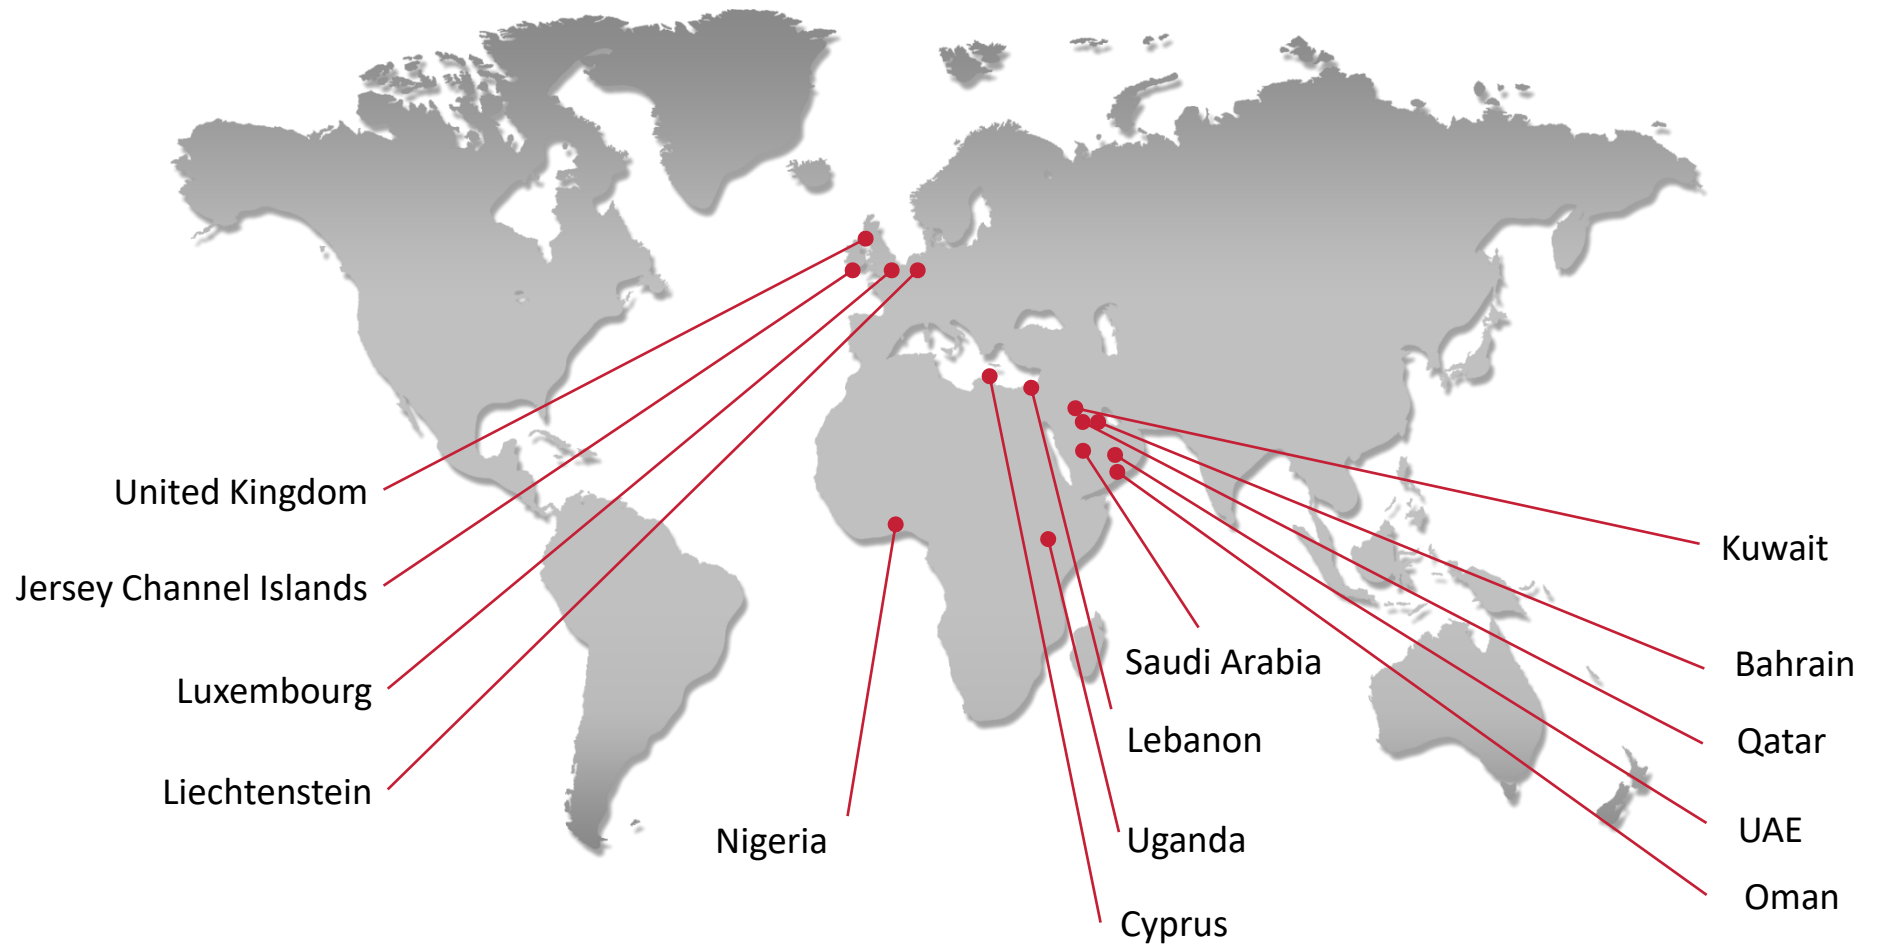 United Kingdom
Jersey Channel Islands
Luxembourg
Liechtenstein
Nigeria
Saudi Arabia
Lebanon
Uganda
Cyprus
Kuwait
Bahrain
Qatar
UAE
Oman